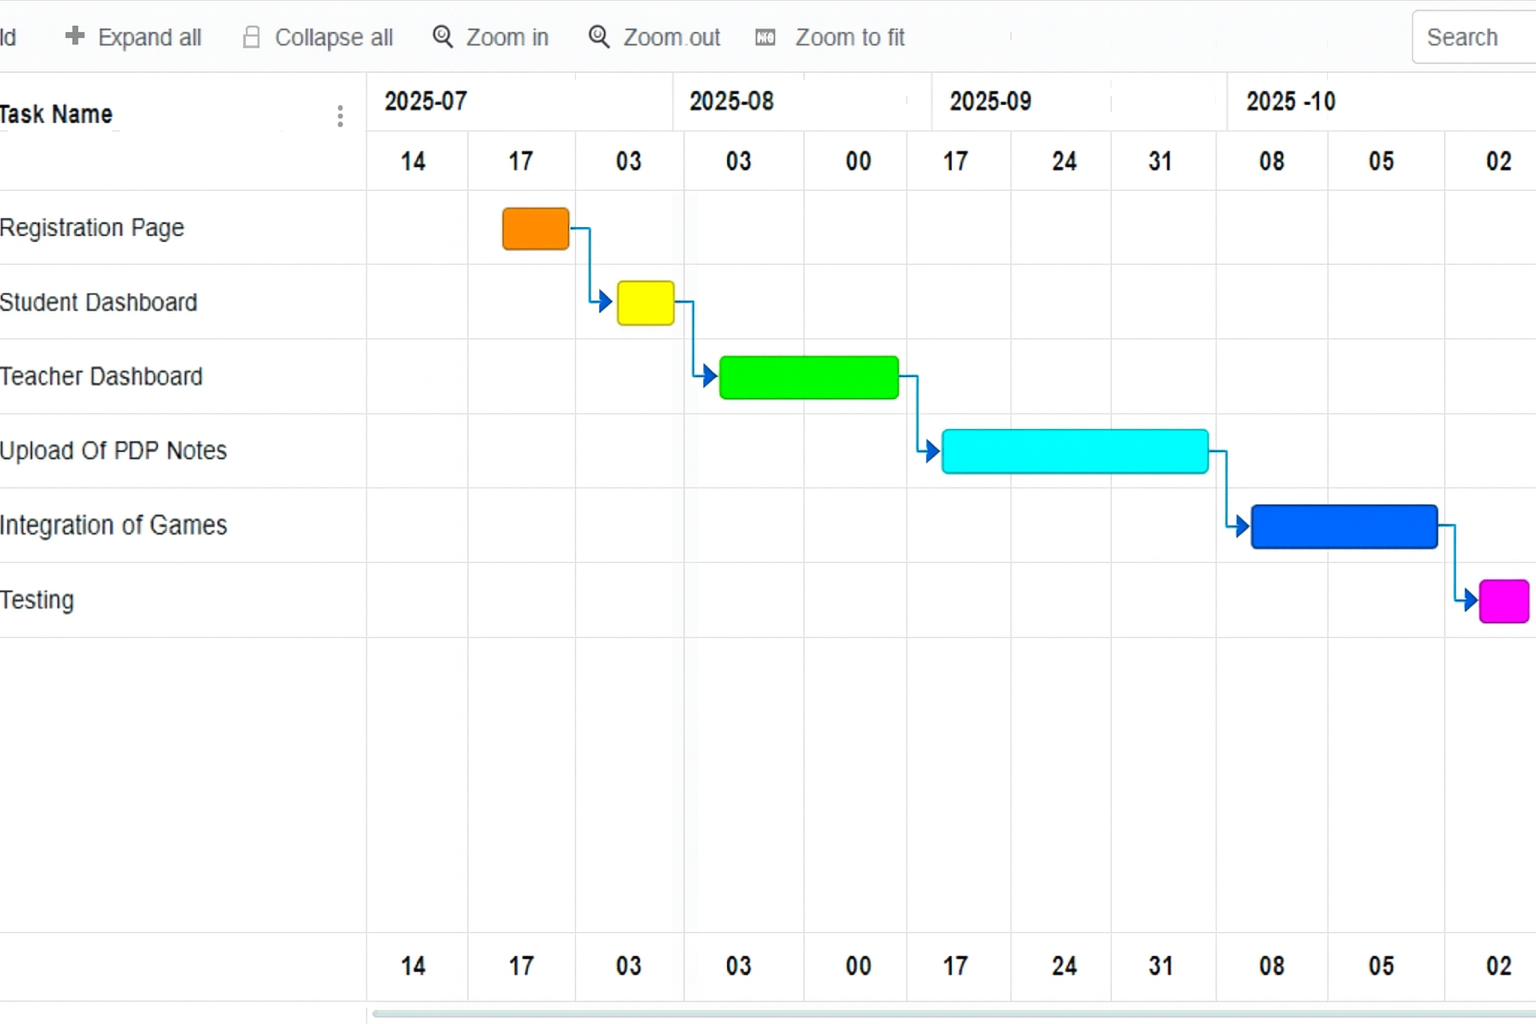 ld Expand all Collapse all Zoom in Zoom out Zoom to fit Search
Task Name 2025-07 2025-08 2025-09 2025 -10
14 17 03 03 00 17 24 31 08 05 02
Registration Page
Student Dashboard
Teacher Dashboard
Upload Of PDP Notes
Integration of Games
Testing
14 17 03 03 00 17 24 31 08 05 02